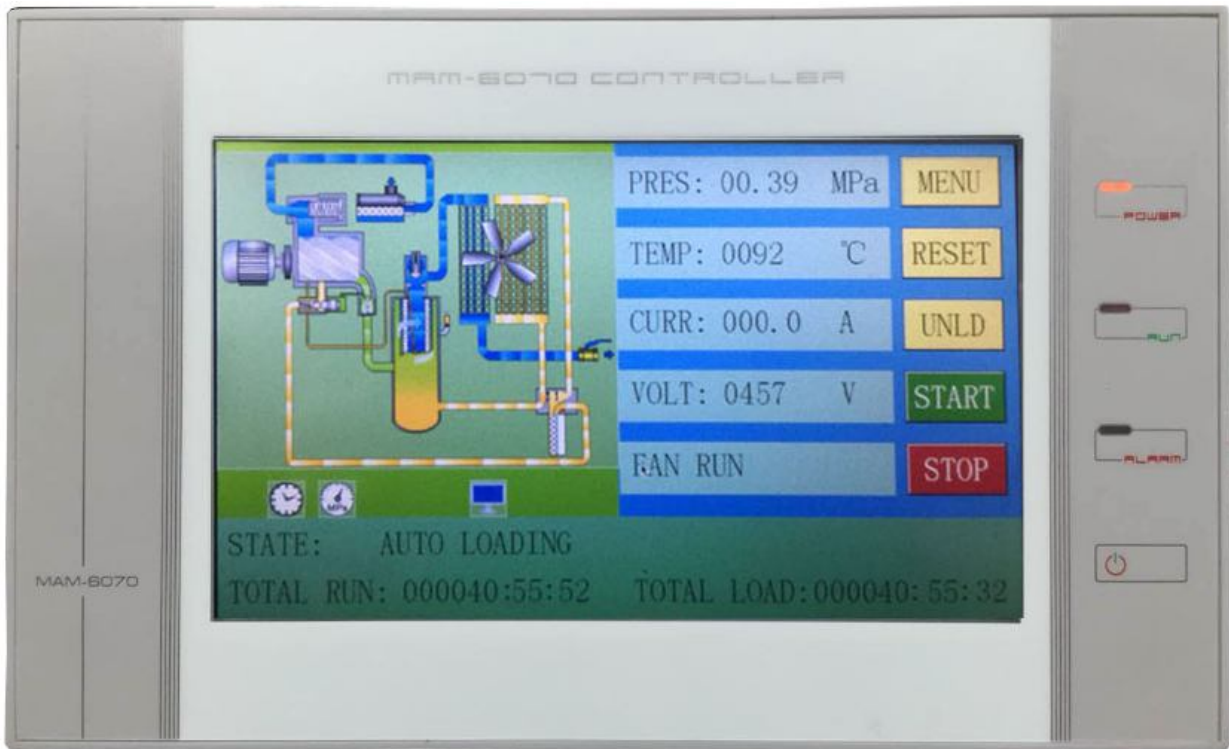 MAM-6070 CONTROLLER
PRES: 00.39 MPa MENU
TEMP: 0092 ℃ RESET
CURR: 000.0 A UNLD
VOLT: 0457 V START
FAN RUN STOP
MPa
STATE: AUTO LOADING
TOTAL RUN: 000040:55:52 TOTAL LOAD:000040:55:32
MAM-6070
POWER
RUN
ALARM